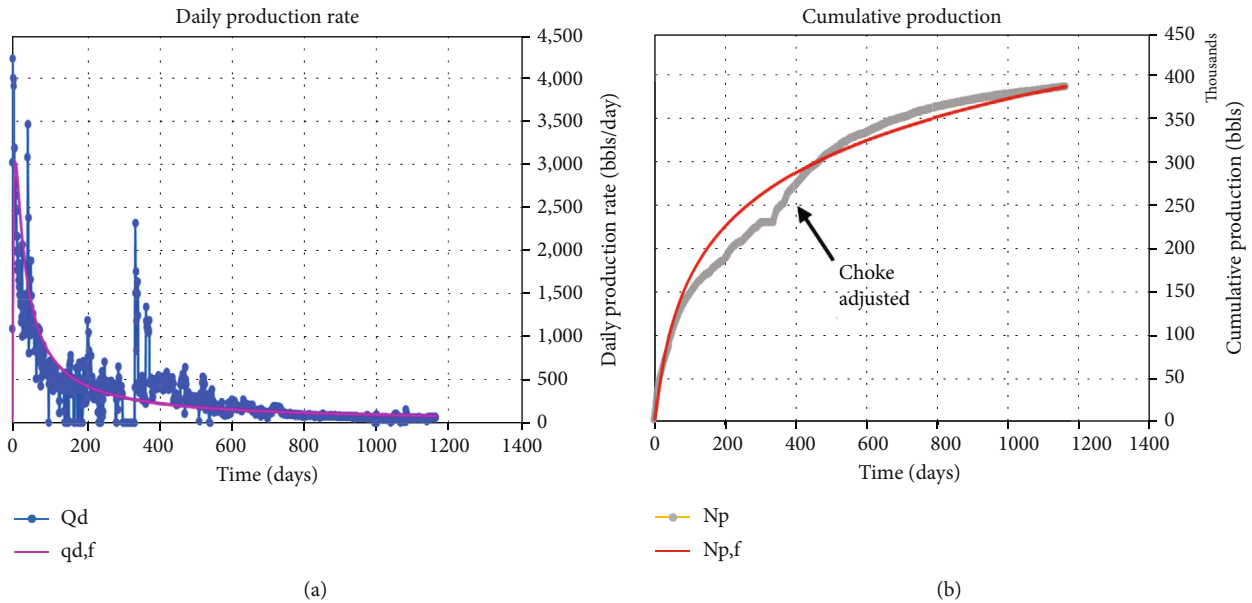 Daily production rate
4,500
4,000
3,500
3,000
2,500
2,000
1,500
1,000
500
0
Daily production rate (bbls/day)
0
200
400
600
800
1000
1200
1400
Time (days)
Qd
qd,f
(a)
Cumulative production
450
400
350
300
250
200
150
100
50
0
Thousands
Cumulative production (bbls)
Choke
adjusted
0
200
400
600
800
1000
1200
1400
Time (days)
Np
Np,f
(b)